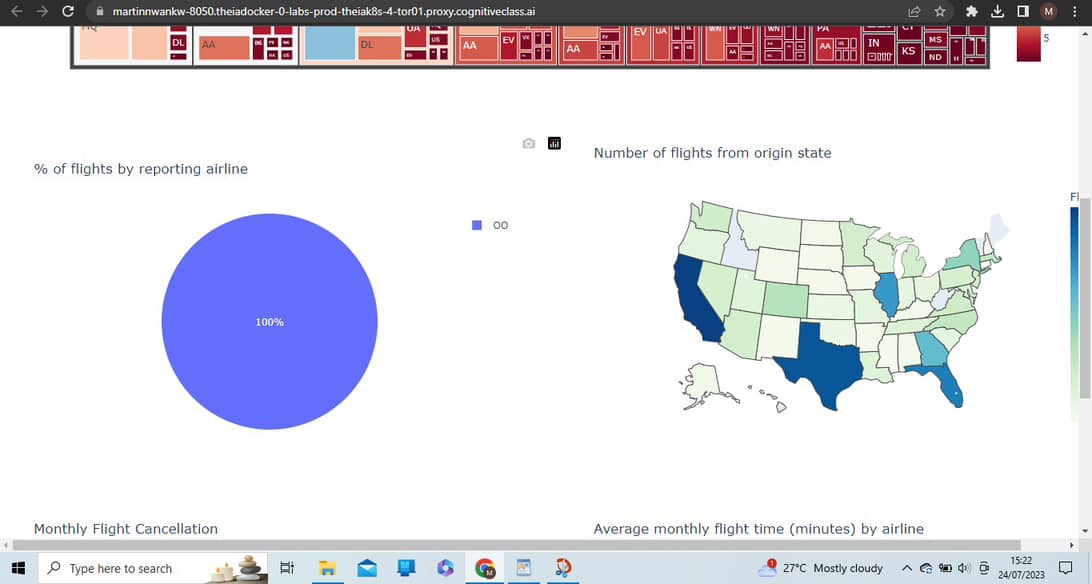 martinnwankw-8050.theiadocker-0-labs-prod-theiak8s-4-tor01.proxy.cognitiveclass.ai
M
DL
AA
DL
UA
US
AA
EV
AA
EV
UA
WN
AA
WN
PA
AA
IN
KS
MS
ND
5
% of flights by reporting airline
Number of flights from origin state
OO
100%
Monthly Flight Cancellation
Average monthly flight time (minutes) by airline
Type here to search
27°C Mostly cloudy
15:22
24/07/2023